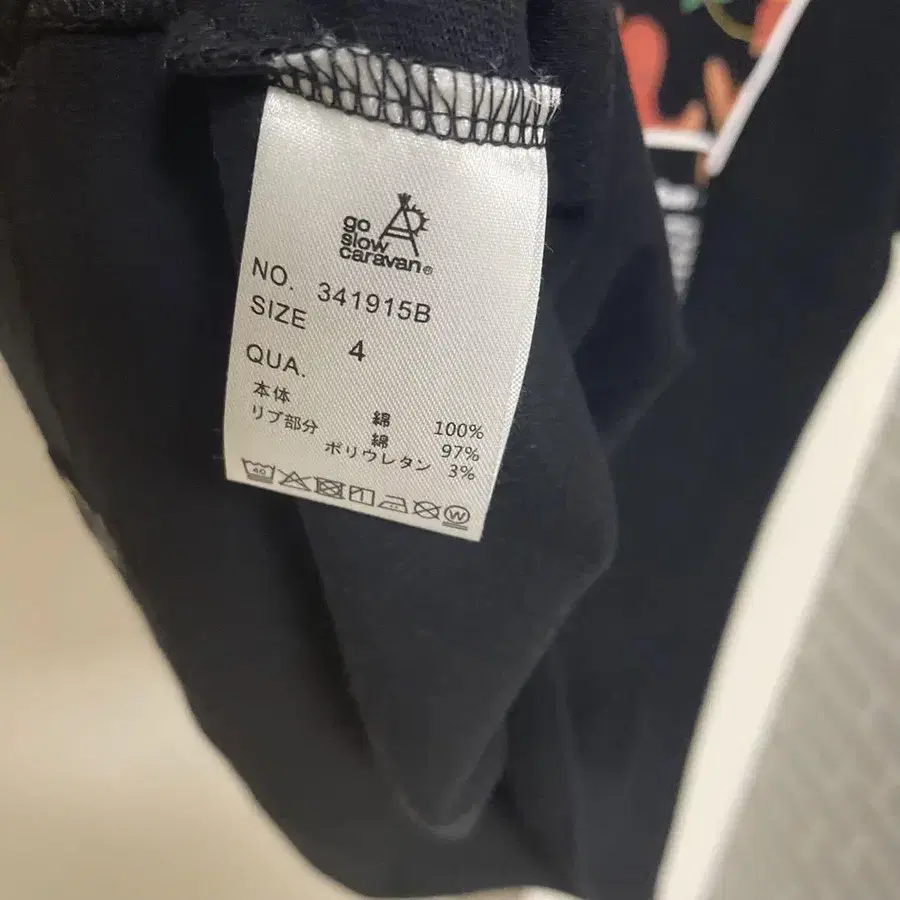 go
slow
caravan®
NO. 341915B
SIZE 4
QUA.
本体 綿 100%
リブ部分 綿 97%
ポリウレタン 3%
40
W